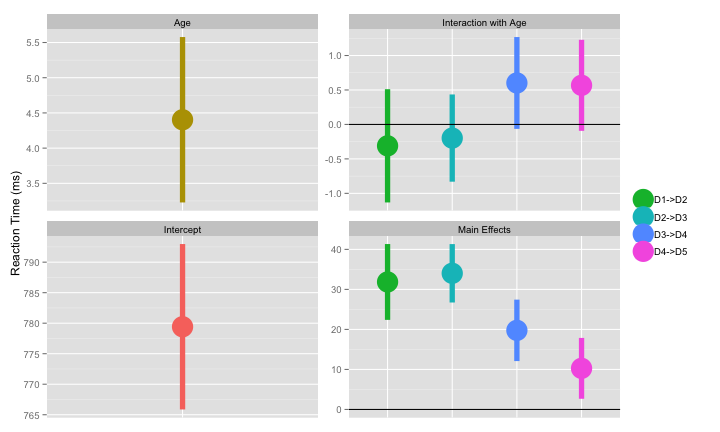 Age
Interaction with Age
5.5
5.0
4.5
4.0
3.5
1.0
0.5
0.0
-0.5
-1.0
Reaction Time (ms)
Intercept
Main Effects
790
785
780
775
770
765
40
30
20
10
0
D1->D2
D2->D3
D3->D4
D4->D5